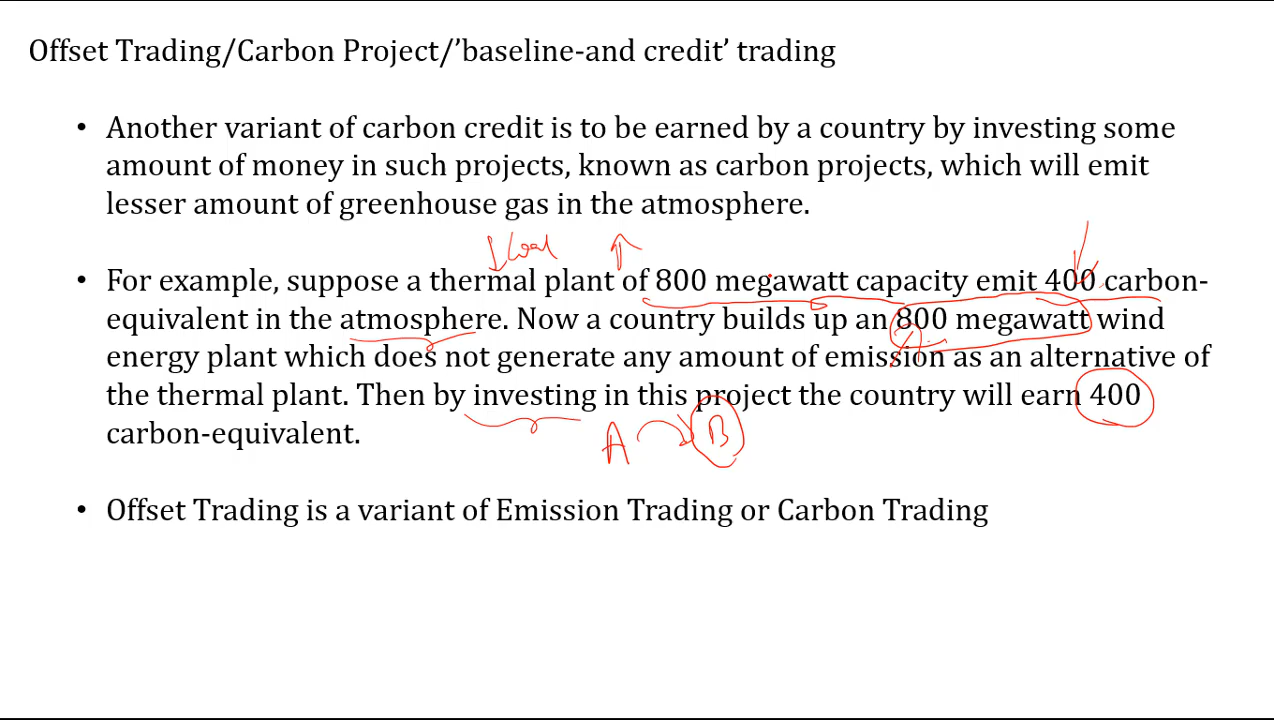 Offset Trading/Carbon Project/’baseline-and credit’ trading
• Another variant of carbon credit is to be earned by a country by investing some
amount of money in such projects, known as carbon projects, which will emit
lesser amount of greenhouse gas in the atmosphere.
Coal
• For example, suppose a thermal plant of 800 megawatt capacity emit 400 carbon-
equivalent in the atmosphere. Now a country builds up an 800 megawatt wind
energy plant which does not generate any amount of emission as an alternative of
the thermal plant. Then by investing in this project the country will earn 400
carbon-equivalent.
A B
• Offset Trading is a variant of Emission Trading or Carbon Trading